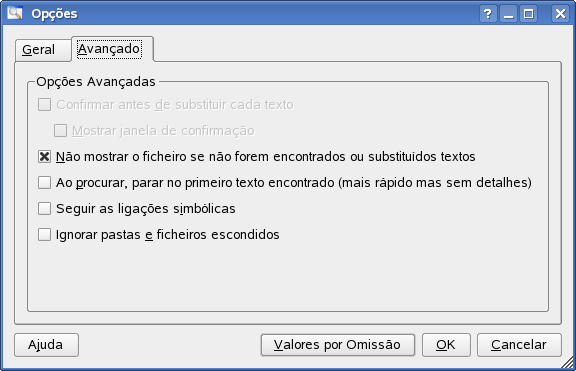 Opções
Geral
Avançado
Opções Avançadas
Confirmar antes de substituir cada texto
Mostrar janela de confirmação
Não mostrar o ficheiro se não forem encontrados ou substituídos textos
Ao procurar, parar no primeiro texto encontrado (mais rápido mas sem detalhes)
Seguir as ligações simbólicas
Ignorar pastas e ficheiros escondidos
Ajuda
Valores por Omissão
OK
Cancelar